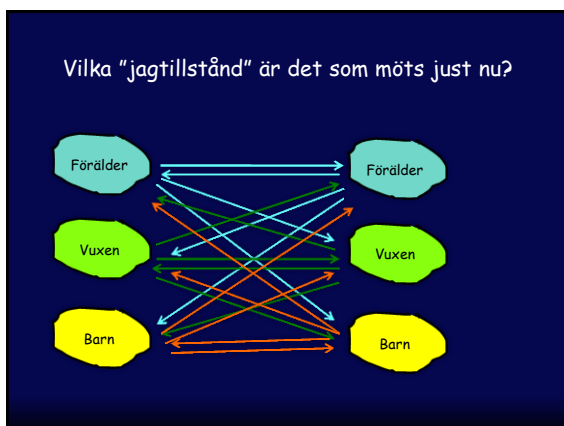 Vilka ”jagtillstånd” är det som möts just nu?
Förälder
Förälder
Vuxen
Vuxen
Barn
Barn